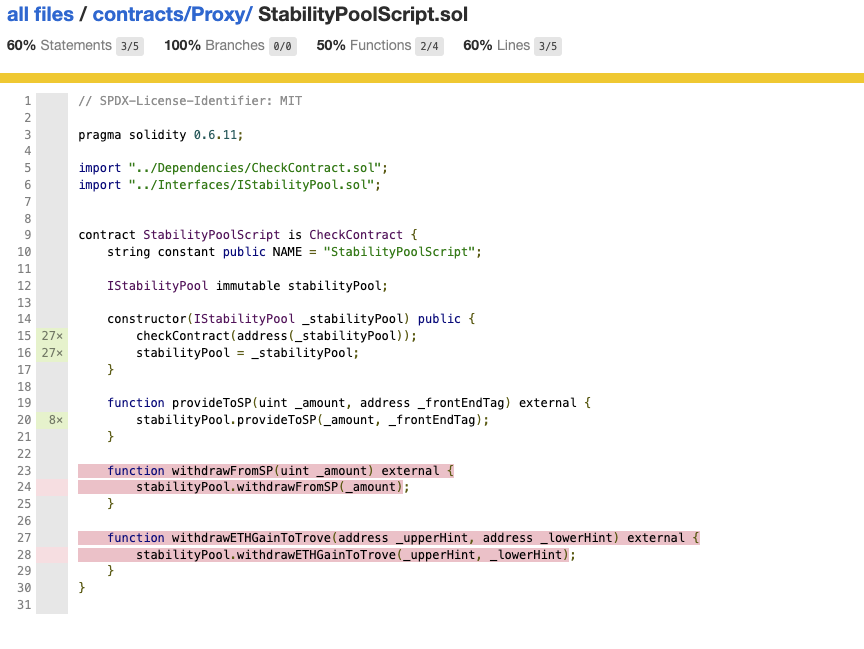 all files / contracts/Proxy/ StabilityPoolScript.sol
60% Statements 3/5 100% Branches 0/0 50% Functions 2/4 60% Lines 3/5
1 // SPDX-License-Identifier: MIT
2
3 pragma solidity 0.6.11;
4
5 import "../Dependencies/CheckContract.sol";
6 import "../Interfaces/IStabilityPool.sol";
7
8
9 contract StabilityPoolScript is CheckContract {
10 string constant public NAME = "StabilityPoolScript";
11
12 IStabilityPool immutable stabilityPool;
13
14 constructor(IStabilityPool _stabilityPool) public {
15 27× checkContract(address(_stabilityPool));
16 27× stabilityPool = _stabilityPool;
17 }
18
19 function provideToSP(uint _amount, address _frontEndTag) external {
20 8× stabilityPool.provideToSP(_amount, _frontEndTag);
21 }
22
23 function withdrawFromSP(uint _amount) external {
24 stabilityPool.withdrawFromSP(_amount);
25 }
26
27 function withdrawETHGainToTrove(address _upperHint, address _lowerHint) external {
28 stabilityPool.withdrawETHGainToTrove(_upperHint, _lowerHint);
29 }
30 }
31